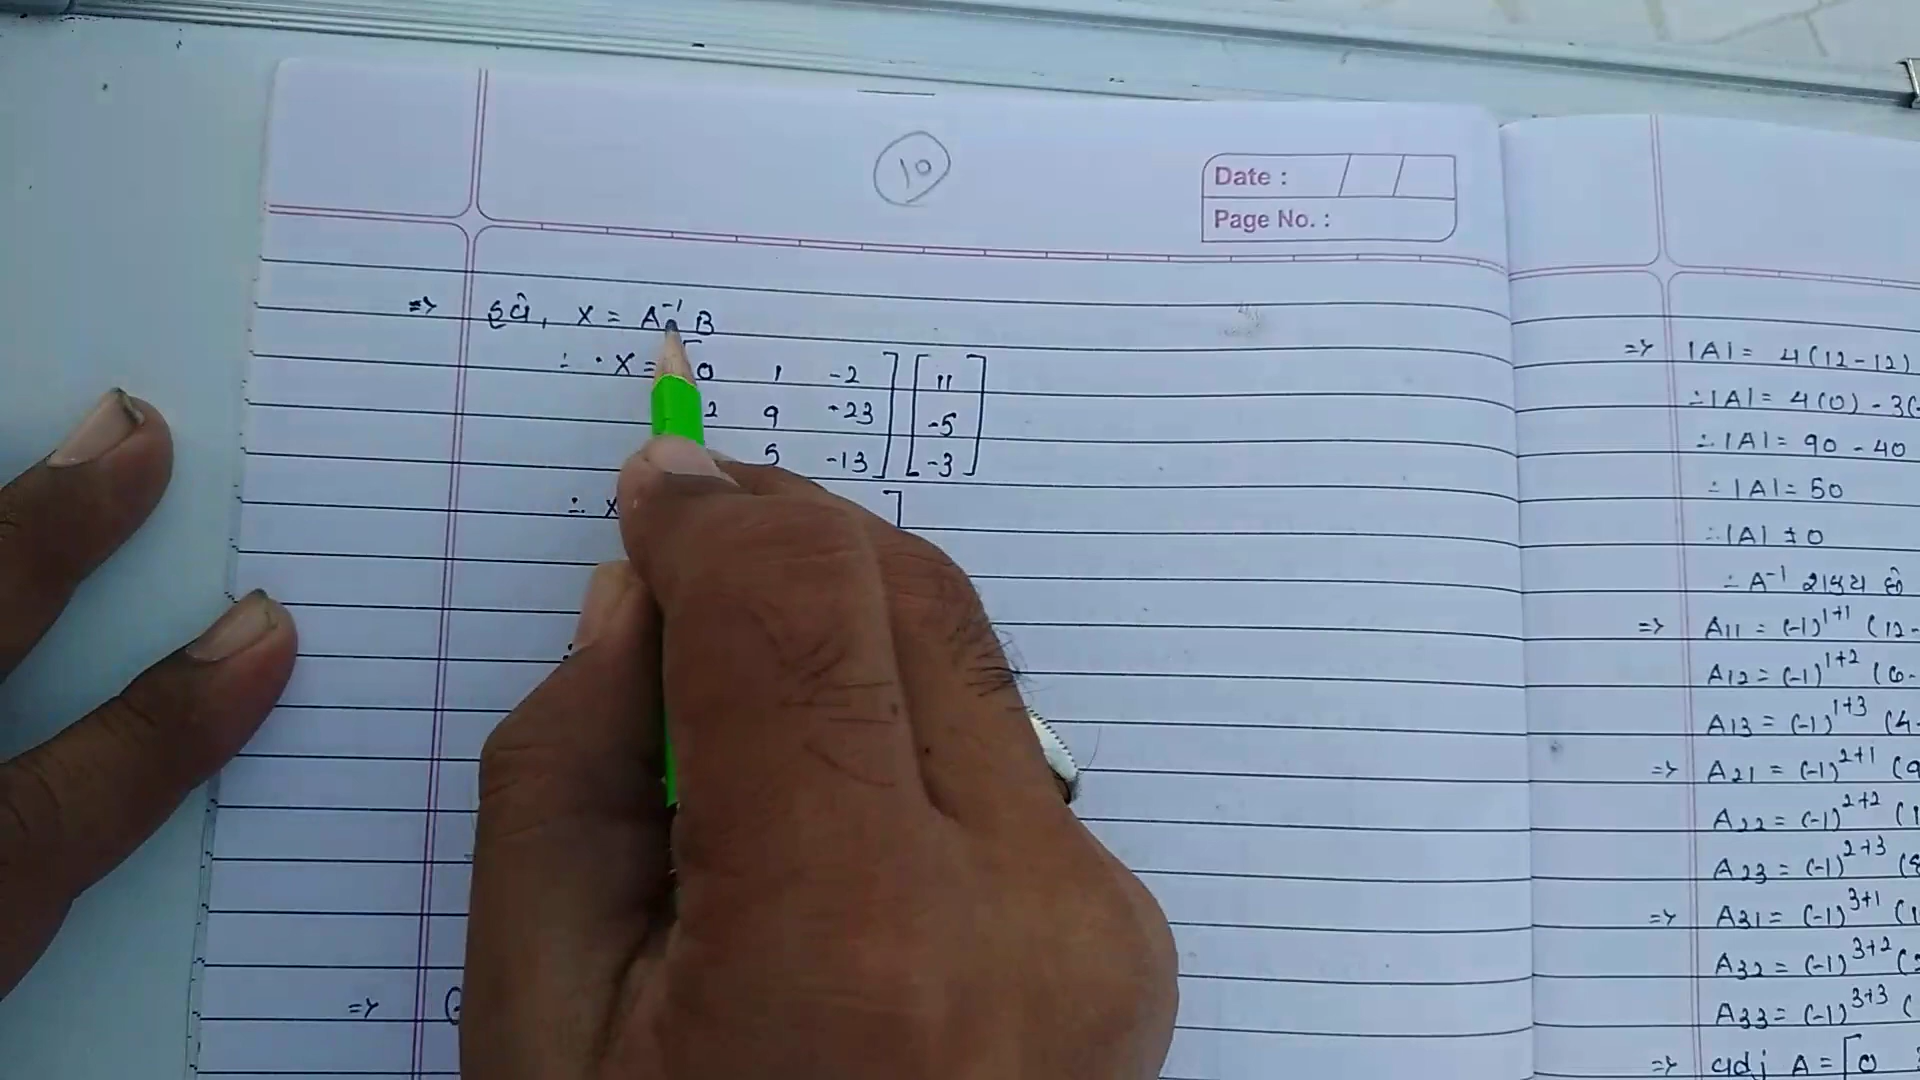 10
Date :
Page No. :
⇒ હવે, X = A⁻¹ B
∴ X = [ 0 1 -2 ] [ 11 ]
2 9 -23 -5
5 -13 -3
∴ X
⇒ |A| = 4(12-12)
∴ |A| = 4(0) - 3(
∴ |A| = 90 - 40
∴ |A| = 50
∴ |A| ≠ 0
∴ A⁻¹ શક્ય છે
⇒ A11 = (-1)¹⁺¹ (12-
A12 = (-1)¹⁺² (6-
A13 = (-1)¹⁺³ (4-
⇒ A21 = (-1)²⁺¹ (9
A22 = (-1)²⁺² (1
A23 = (-1)²⁺³ (8
⇒ A31 = (-1)³⁺¹ (1
A32 = (-1)³⁺² (
A33 = (-1)³⁺³ (
⇒ adj A = [ 0